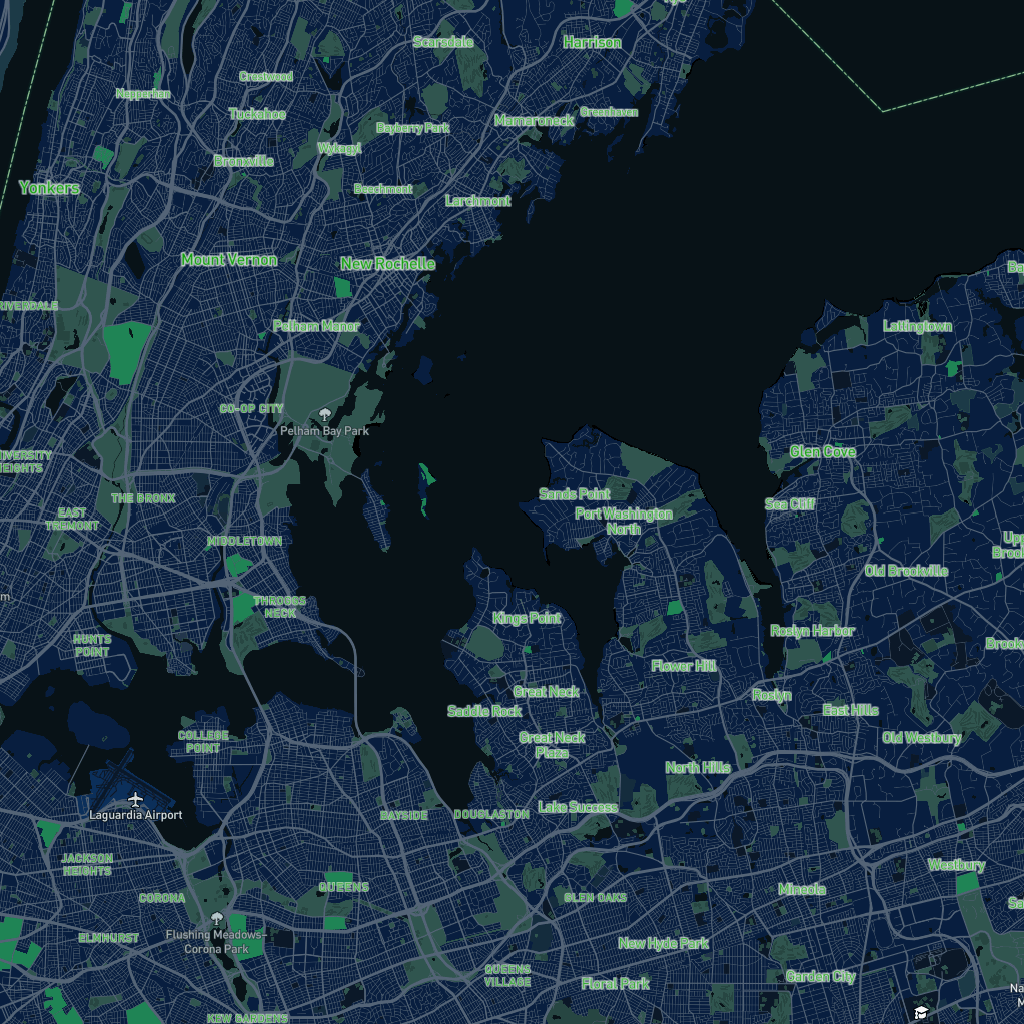 Scarsdale
Harrison
Crestwood
Nepperhan
Tuckahoe
Greenhaven
Mamaroneck
Bayberry Park
Wykagyl
Bronxville
Yonkers
Beechmont
Larchmont
Mount Vernon
New Rochelle
RIVERDALE
Pelham Manor
Lattingtown
CO-OP CITY
Pelham Bay Park
Glen Cove
THE BRONX
Sands Point
Sea Cliff
Port Washington
North
EAST
TREMONT
MIDDLETOWN
Old Brookville
THROGGS
NECK
Kings Point
HUNTS
POINT
Roslyn Harbor
Flower Hill
Great Neck
Roslyn
Saddle Rock
East Hills
COLLEGE
POINT
Great Neck
Plaza
Old Westbury
North Hills
Laguardia Airport
Lake Success
BAYSIDE
DOUGLASTON
JACKSON
HEIGHTS
Westbury
QUEENS
Mineola
CORONA
GLEN OAKS
Flushing Meadows–
Corona Park
ELMHURST
New Hyde Park
QUEENS
VILLAGE
Floral Park
Garden City
KEW GARDENS